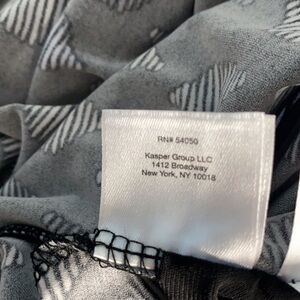 RN# 54050
Kasper Group LLC
1412 Broadway
New York, NY 10018